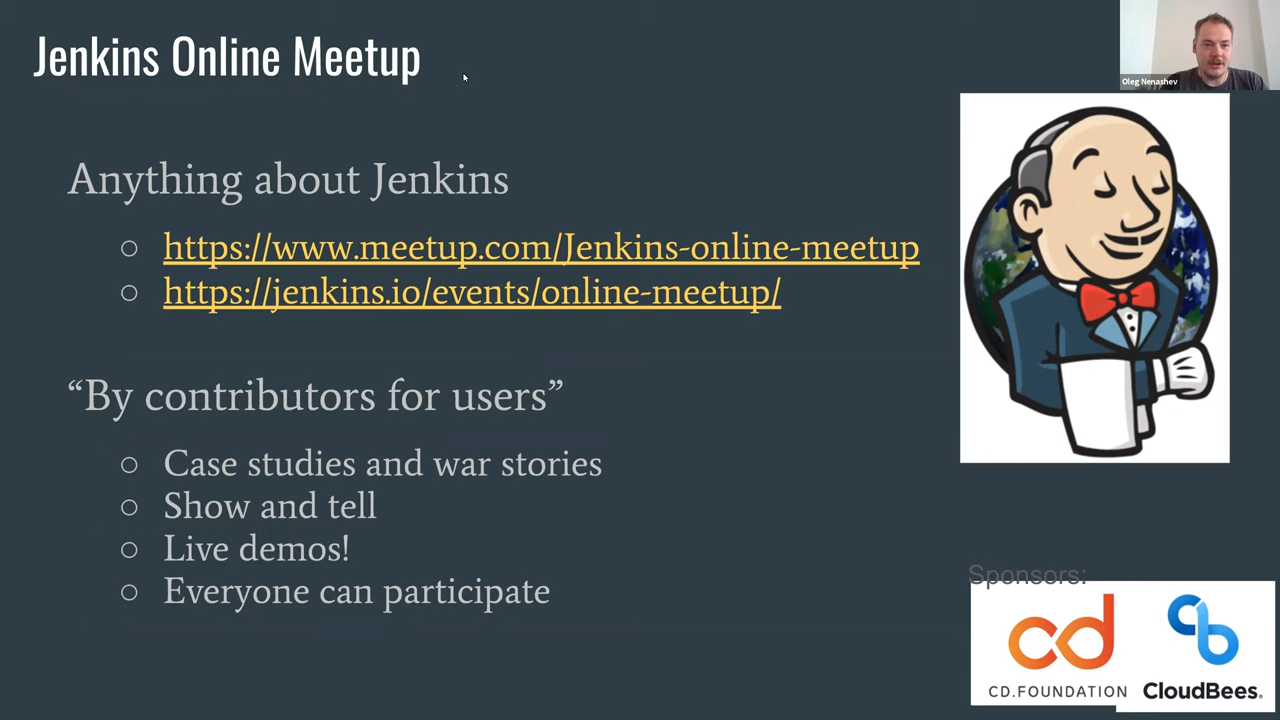 Jenkins Online Meetup
Oleg Nenashev
Anything about Jenkins
https://www.meetup.com/Jenkins-online-meetup
https://jenkins.io/events/online-meetup/
“By contributors for users”
Case studies and war stories
Show and tell
Live demos!
Everyone can participate
Sponsors:
cd
CD.FOUNDATION
CloudBees.